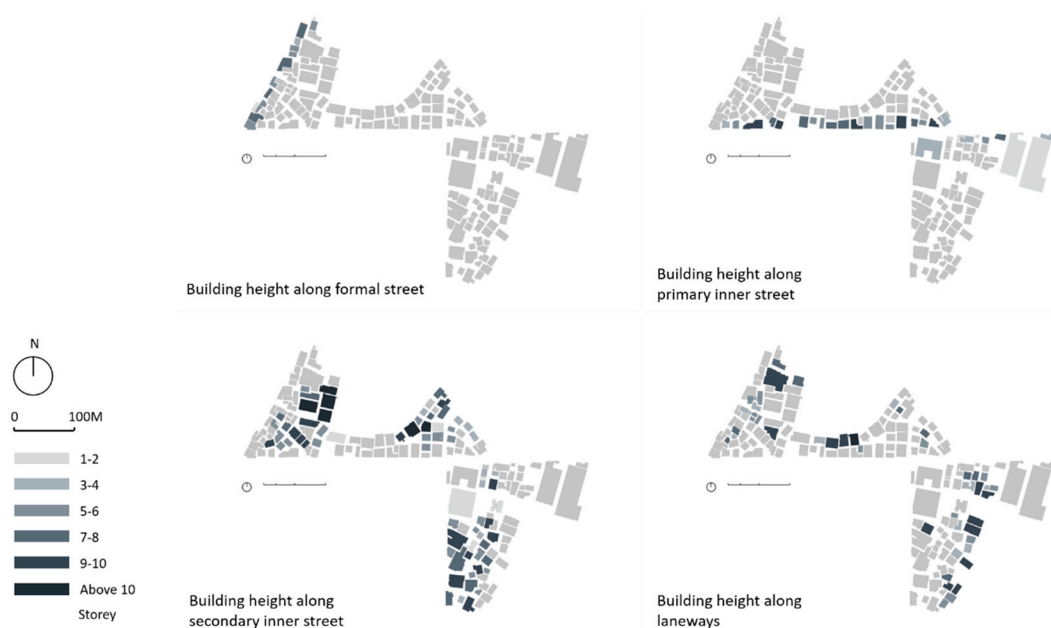 Building height along formal street
Building height along
primary inner street
N
0 100M
1-2
3-4
5-6
7-8
9-10
Above 10
Storey
Building height along
secondary inner street
Building height along
laneways